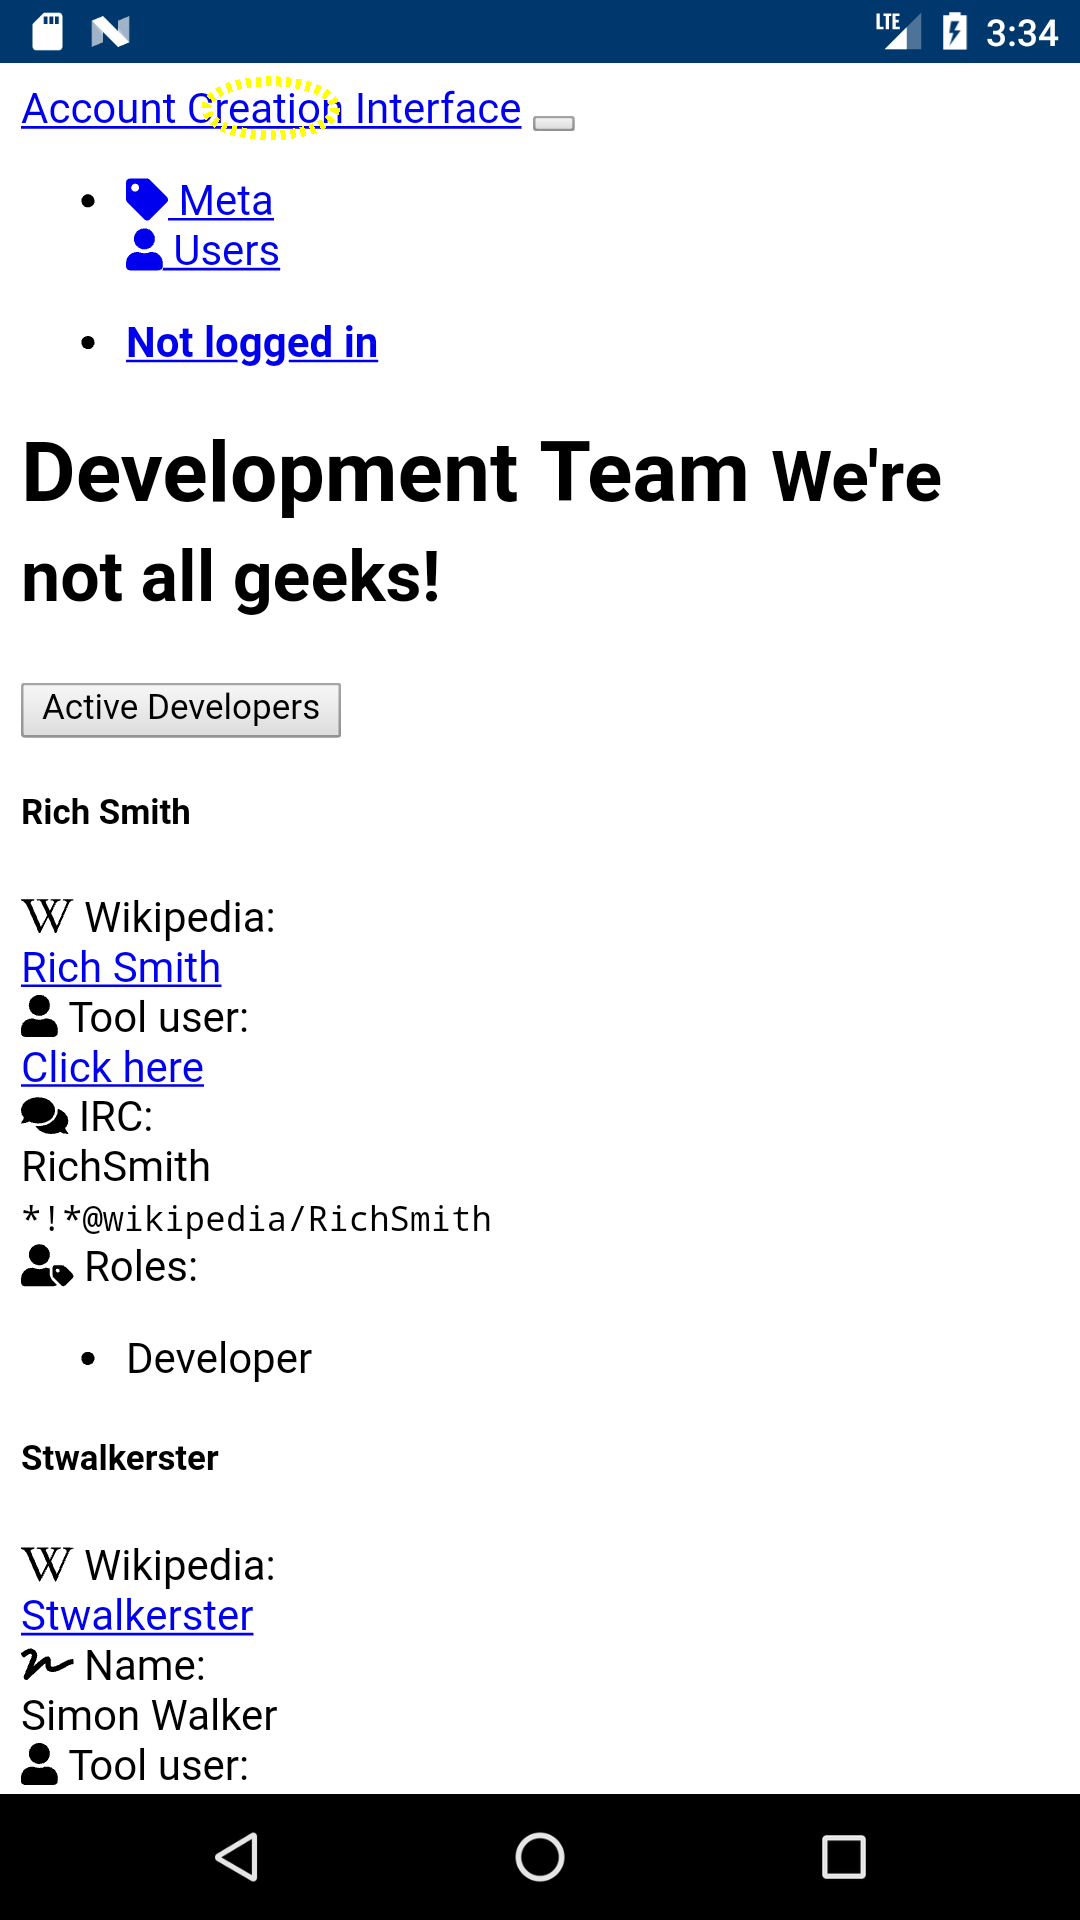 LTE 3:34
Account Creation Interface
Meta
Users
Not logged in
Development Team We're
not all geeks!
Active Developers
Rich Smith
W Wikipedia:
Rich Smith
Tool user:
Click here
IRC:
RichSmith
*!*@wikipedia/RichSmith
Roles:
Developer
Stwalkerster
W Wikipedia:
Stwalkerster
Name:
Simon Walker
Tool user: